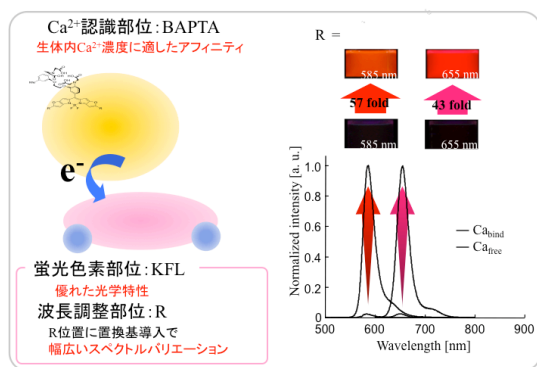 Ca²⁺認識部位：BAPTA
生体内Ca²⁺濃度に適したアフィニティ
e-
蛍光色素部位：KFL
優れた光学特性
波長調整部位：R
R位置に置換基導入で
幅広いスペクトルバリエーション
R =
585 nm
655 nm
57 fold
43 fold
585 nm
655 nm
Normalized intensity [a. u.]
1.0
0.8
0.6
0.4
0.2
0
Ca_bind
Ca_free
500 600 700 800 900
Wavelength [nm]